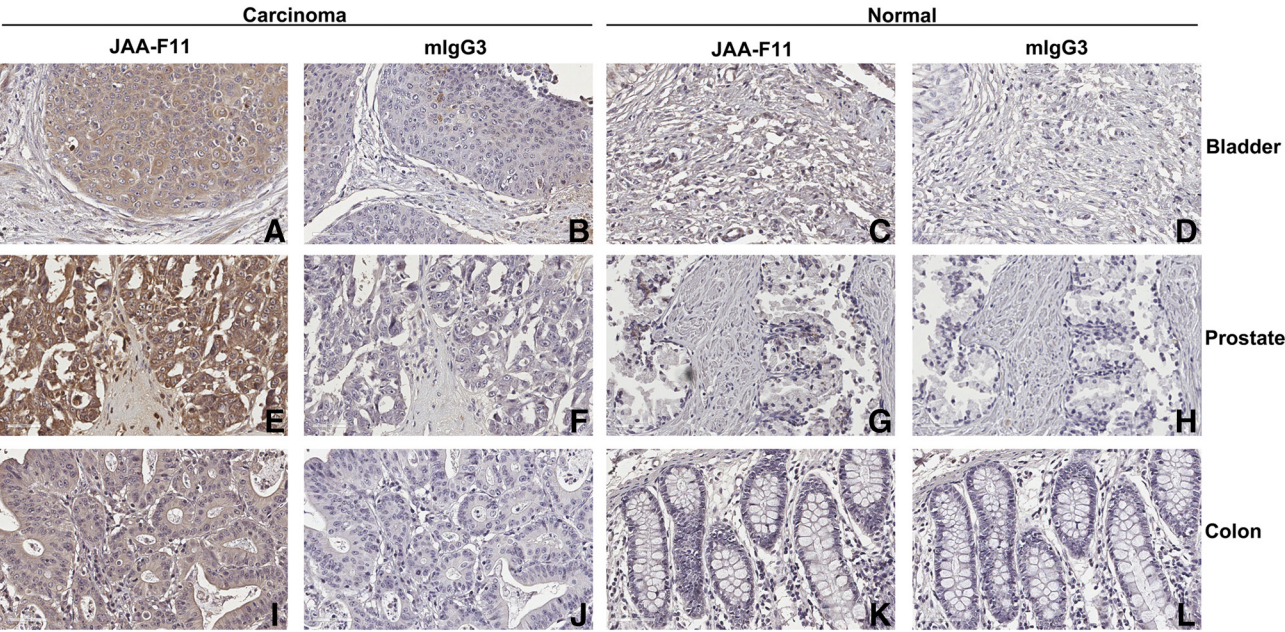 Carcinoma Normal
JAA-F11 mIgG3 JAA-F11 mIgG3
A B C D Bladder
E F G H Prostate
I J K L Colon